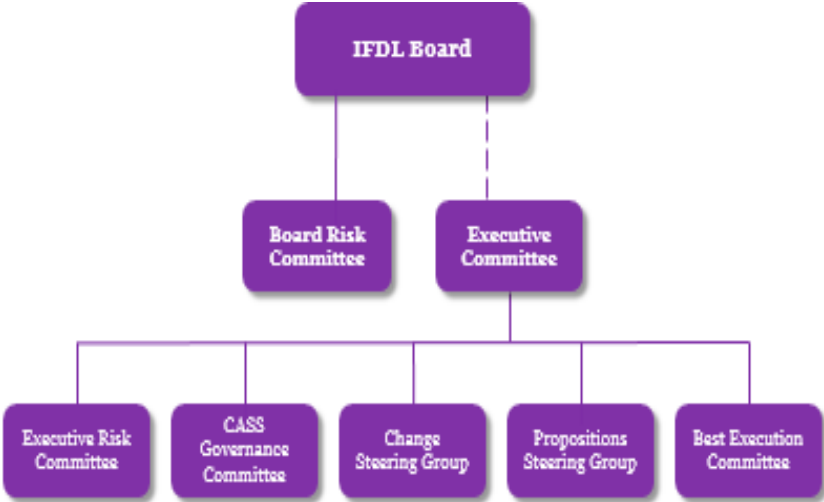 IFDL Board
Board Risk
Committee
Executive
Committee
Executive Risk
Committee
CASS
Governance
Committee
Change
Steering Group
Propositions
Steering Group
Best Execution
Committee